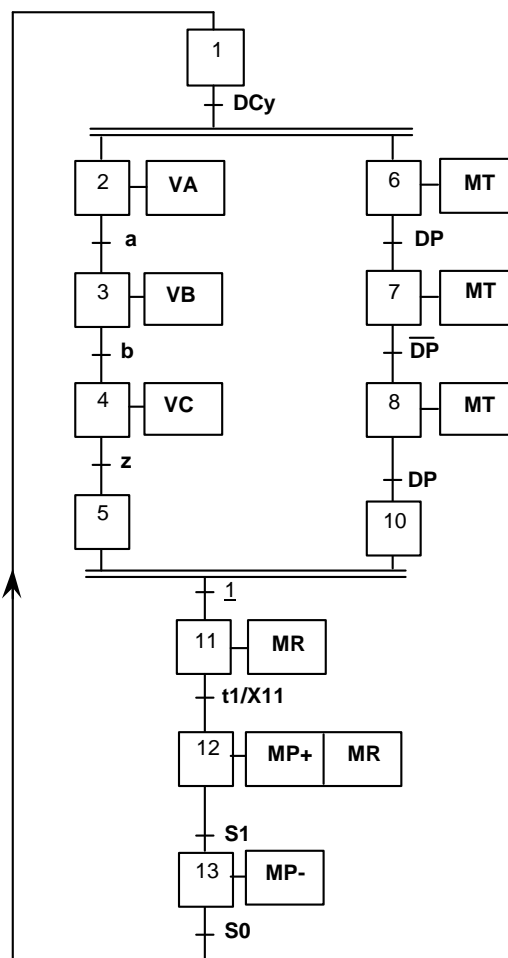 1
DCy
2 VA 6 MT
a DP
3 VB 7 MT
b D̅P̅
4 VC 8 MT
z DP
5 10
1
11 MR
t1/X11
12 MP+ MR
S1
13 MP-
S0